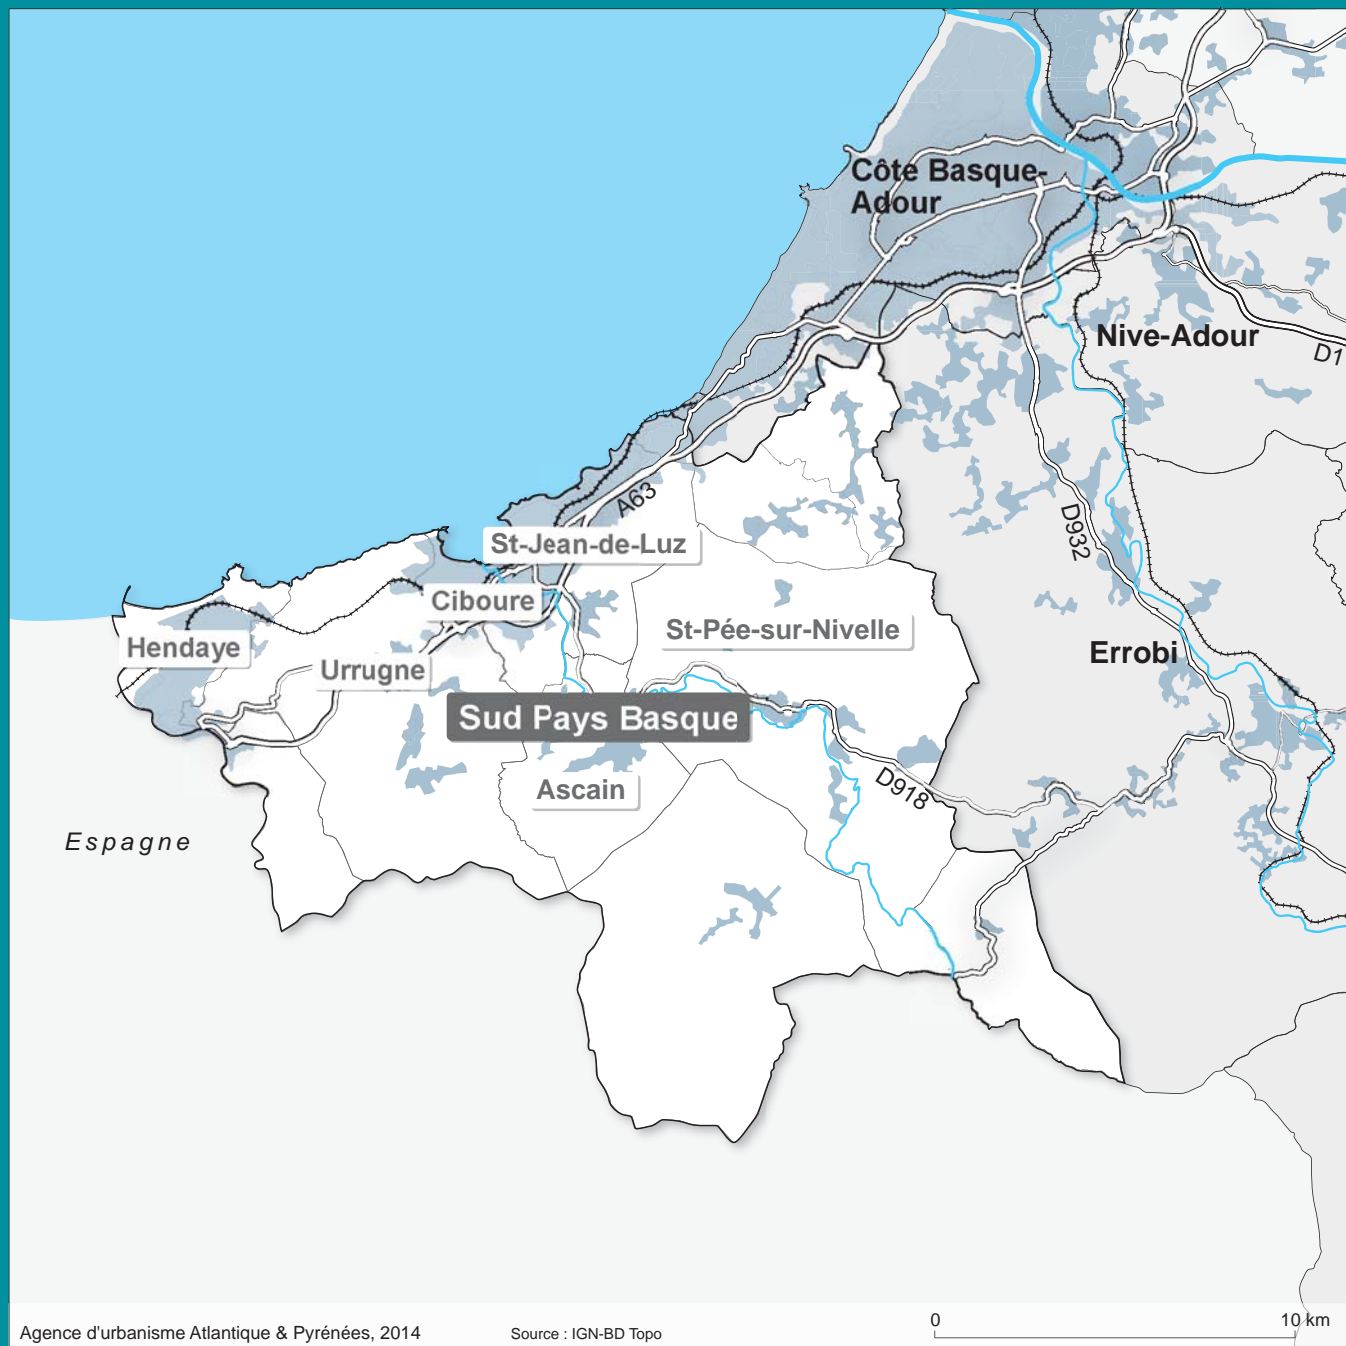 Côte Basque-
Adour
Nive-Adour
D1
A63
D932
St-Jean-de-Luz
Ciboure
Hendaye
St-Pée-sur-Nivelle
Urrugne
Errobi
Sud Pays Basque
Ascain
D918
Espagne
0 10 km
Agence d'urbanisme Atlantique & Pyrénées, 2014 Source : IGN-BD Topo